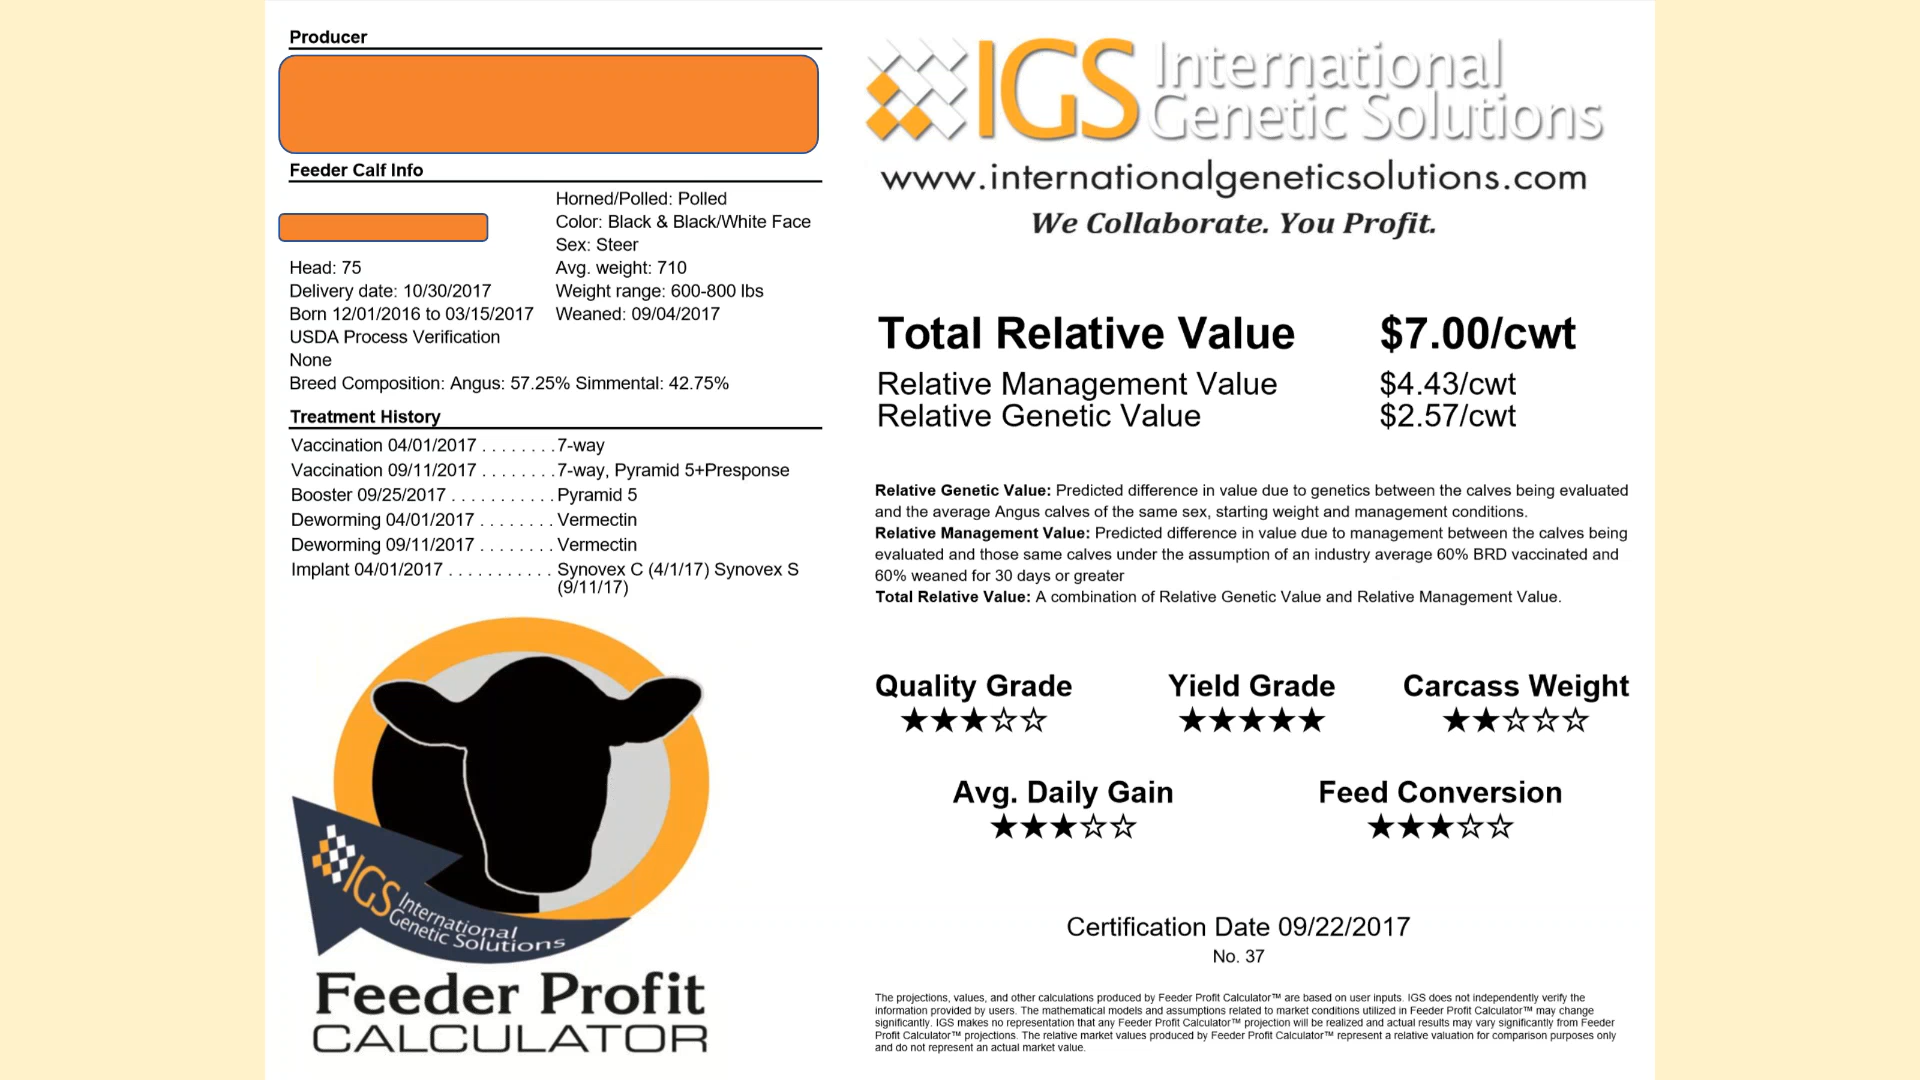 Producer
Feeder Calf Info
Horned/Polled: Polled
Color: Black & Black/White Face
Sex: Steer
Head: 75
Avg. weight: 710
Delivery date: 10/30/2017
Weight range: 600-800 lbs
Born 12/01/2016 to 03/15/2017
Weaned: 09/04/2017
USDA Process Verification
None
Breed Composition: Angus: 57.25% Simmental: 42.75%
Treatment History
Vaccination 04/01/2017 . . . . . . . . 7-way
Vaccination 09/11/2017 . . . . . . . . 7-way, Pyramid 5+Presponse
Booster 09/25/2017 . . . . . . . . . . . Pyramid 5
Deworming 04/01/2017 . . . . . . . . Vermectin
Deworming 09/11/2017 . . . . . . . . Vermectin
Implant 04/01/2017 . . . . . . . . . . . Synovex C (4/1/17) Synovex S
(9/11/17)
IGS International
Genetic Solutions
Feeder Profit
CALCULATOR
IGS International
Genetic Solutions
www.internationalgeneticsolutions.com
We Collaborate. You Profit.
Total Relative Value $7.00/cwt
Relative Management Value $4.43/cwt
Relative Genetic Value $2.57/cwt
Relative Genetic Value: Predicted difference in value due to genetics between the calves being evaluated
and the average Angus calves of the same sex, starting weight and management conditions.
Relative Management Value: Predicted difference in value due to management between the calves being
evaluated and those same calves under the assumption of an industry average 60% BRD vaccinated and
60% weaned for 30 days or greater
Total Relative Value: A combination of Relative Genetic Value and Relative Management Value.
Quality Grade Yield Grade Carcass Weight
★★★☆☆ ★★★★★ ★★☆☆☆
Avg. Daily Gain Feed Conversion
★★★☆☆ ★★★☆☆
Certification Date 09/22/2017
No. 37
The projections, values, and other calculations produced by Feeder Profit Calculator™ are based on user inputs. IGS does not independently verify the
information provided by users. The mathematical models and assumptions related to market conditions utilized in Feeder Profit Calculator™ may change
significantly. IGS makes no representation that any Feeder Profit Calculator™ projection will be realized and actual results may vary significantly from Feeder
Profit Calculator™ projections. The relative market values produced by Feeder Profit Calculator™ represent a relative valuation for comparison purposes only
and do not represent an actual market value.